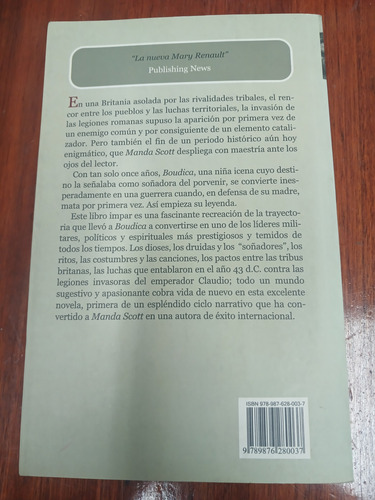 "La nueva Mary Renault"
Publishing News
En una Britania asolada por las rivalidades tribales, el ren-
cor entre los pueblos y las luchas territoriales, la invasión de
las legiones romanas supuso la aparición por primera vez de
un enemigo común y por consiguiente de un elemento catali-
zador. Pero también el fin de un periodo histórico aún hoy
enigmático, que Manda Scott despliega con maestría ante los
ojos del lector.
Con tan solo once años, Boudica, una niña icena cuyo des-
tino la señalaba como soñadora del porvenir, se convierte ines-
peradamente en una guerrera cuando, en defensa de su madre,
mata por primera vez. Así empieza su leyenda.
Este libro impar es una fascinante recreación de la trayecto-
ria que llevó a Boudica a convertirse en uno de los líderes mili-
tares, políticos y espirituales más prestigiosos y temidos de
todos los tiempos. Los dioses, los druidas y los "soñadores", los
ritos, las costumbres y las canciones, los pactos entre las tribus
britanas, las luchas que entablaron en el año 43 d.C. contra las
legiones invasoras del emperador Claudio; todo un mundo
sugestivo y apasionante cobra vida de nuevo en esta excelente
novela, primera de un espléndido ciclo narrativo que ha con-
vertido a Manda Scott en una autora de éxito internacional.
ISBN 978-987-628-003-7
9 789876 280037